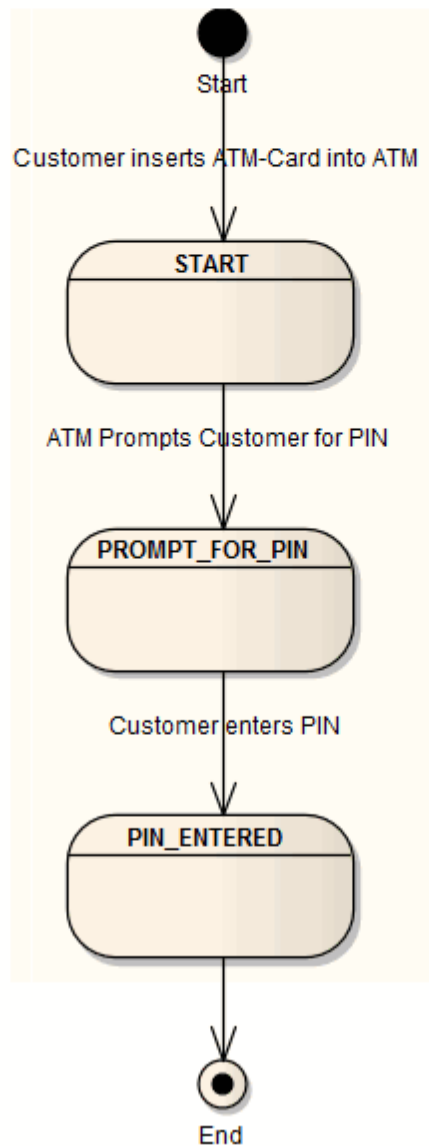 Start
Customer inserts ATM-Card into ATM
START
ATM Prompts Customer for PIN
PROMPT_FOR_PIN
Customer enters PIN
PIN_ENTERED
End